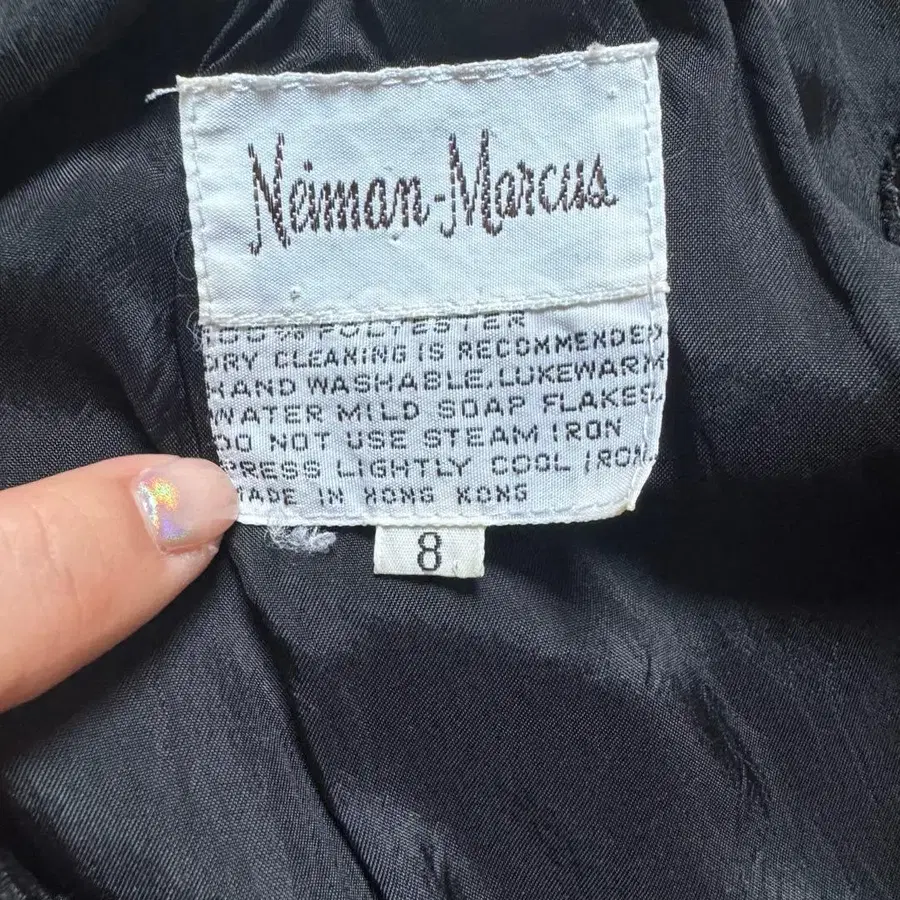 Neiman-Marcus
100% POLYESTER
DRY CLEANING IS RECOMMENDED
HAND WASHABLE, LUKEWARM
WATER MILD SOAP FLAKES.
DO NOT USE STEAM IRON
PRESS LIGHTLY COOL IRON.
MADE IN HONG KONG
8